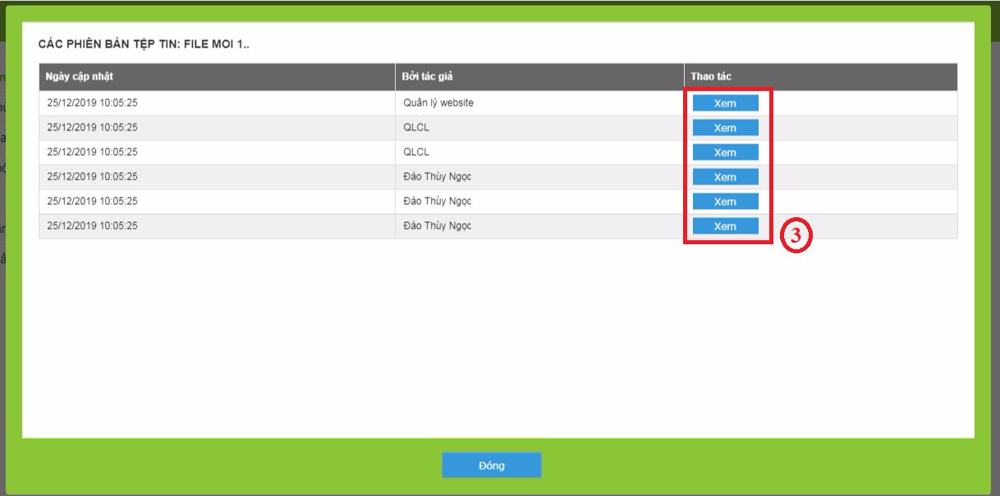 CÁC PHIÊN BẢN TỆP TIN: FILE MOI 1..
Ngày cập nhật Bởi tác giả Thao tác
25/12/2019 10:05:25 Quản lý website Xem
25/12/2019 10:05:25 QLCL Xem
25/12/2019 10:05:25 QLCL Xem
25/12/2019 10:05:25 Đào Thùy Ngọc Xem
25/12/2019 10:05:25 Đào Thùy Ngọc Xem
25/12/2019 10:05:25 Đào Thùy Ngọc Xem
3
Đóng